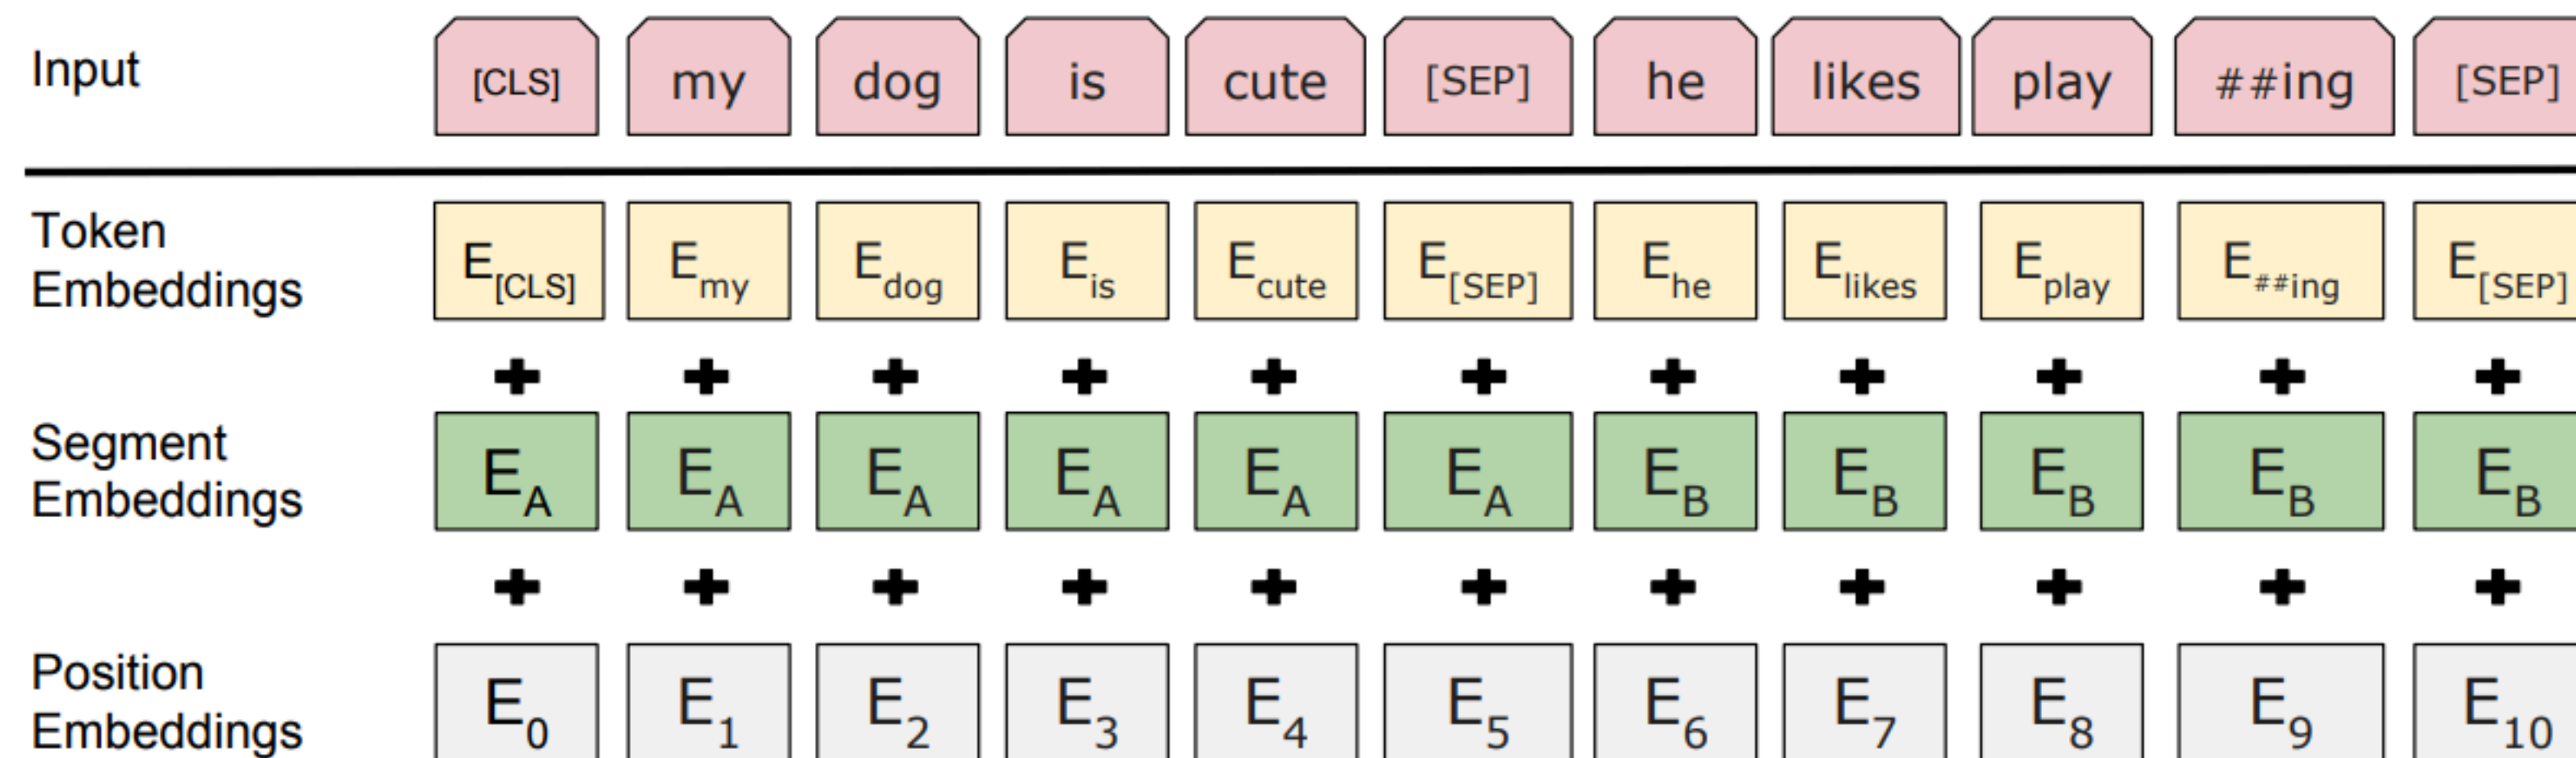 Input [CLS] my dog is cute [SEP] he likes play ##ing [SEP]
Token
Embeddings E[CLS] Emy Edog Eis Ecute E[SEP] Ehe Elikes Eplay E##ing E[SEP]
+ + + + + + + + + + +
Segment
Embeddings EA EA EA EA EA EA EB EB EB EB EB
+ + + + + + + + + + +
Position
Embeddings E0 E1 E2 E3 E4 E5 E6 E7 E8 E9 E10